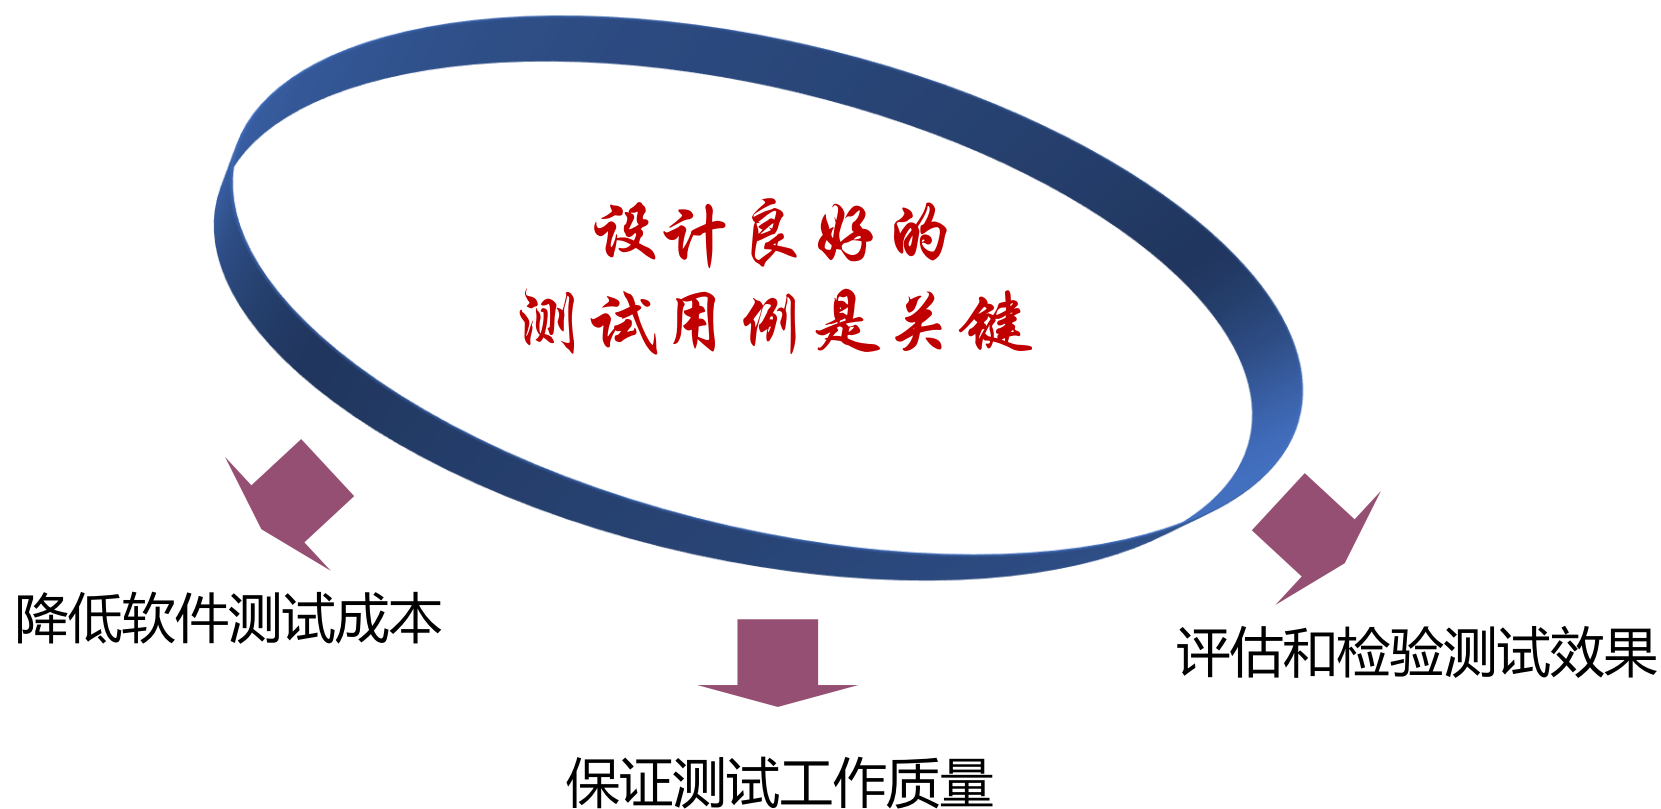 设计良好的
测试用例是关键
降低软件测试成本
评估和检验测试效果
保证测试工作质量